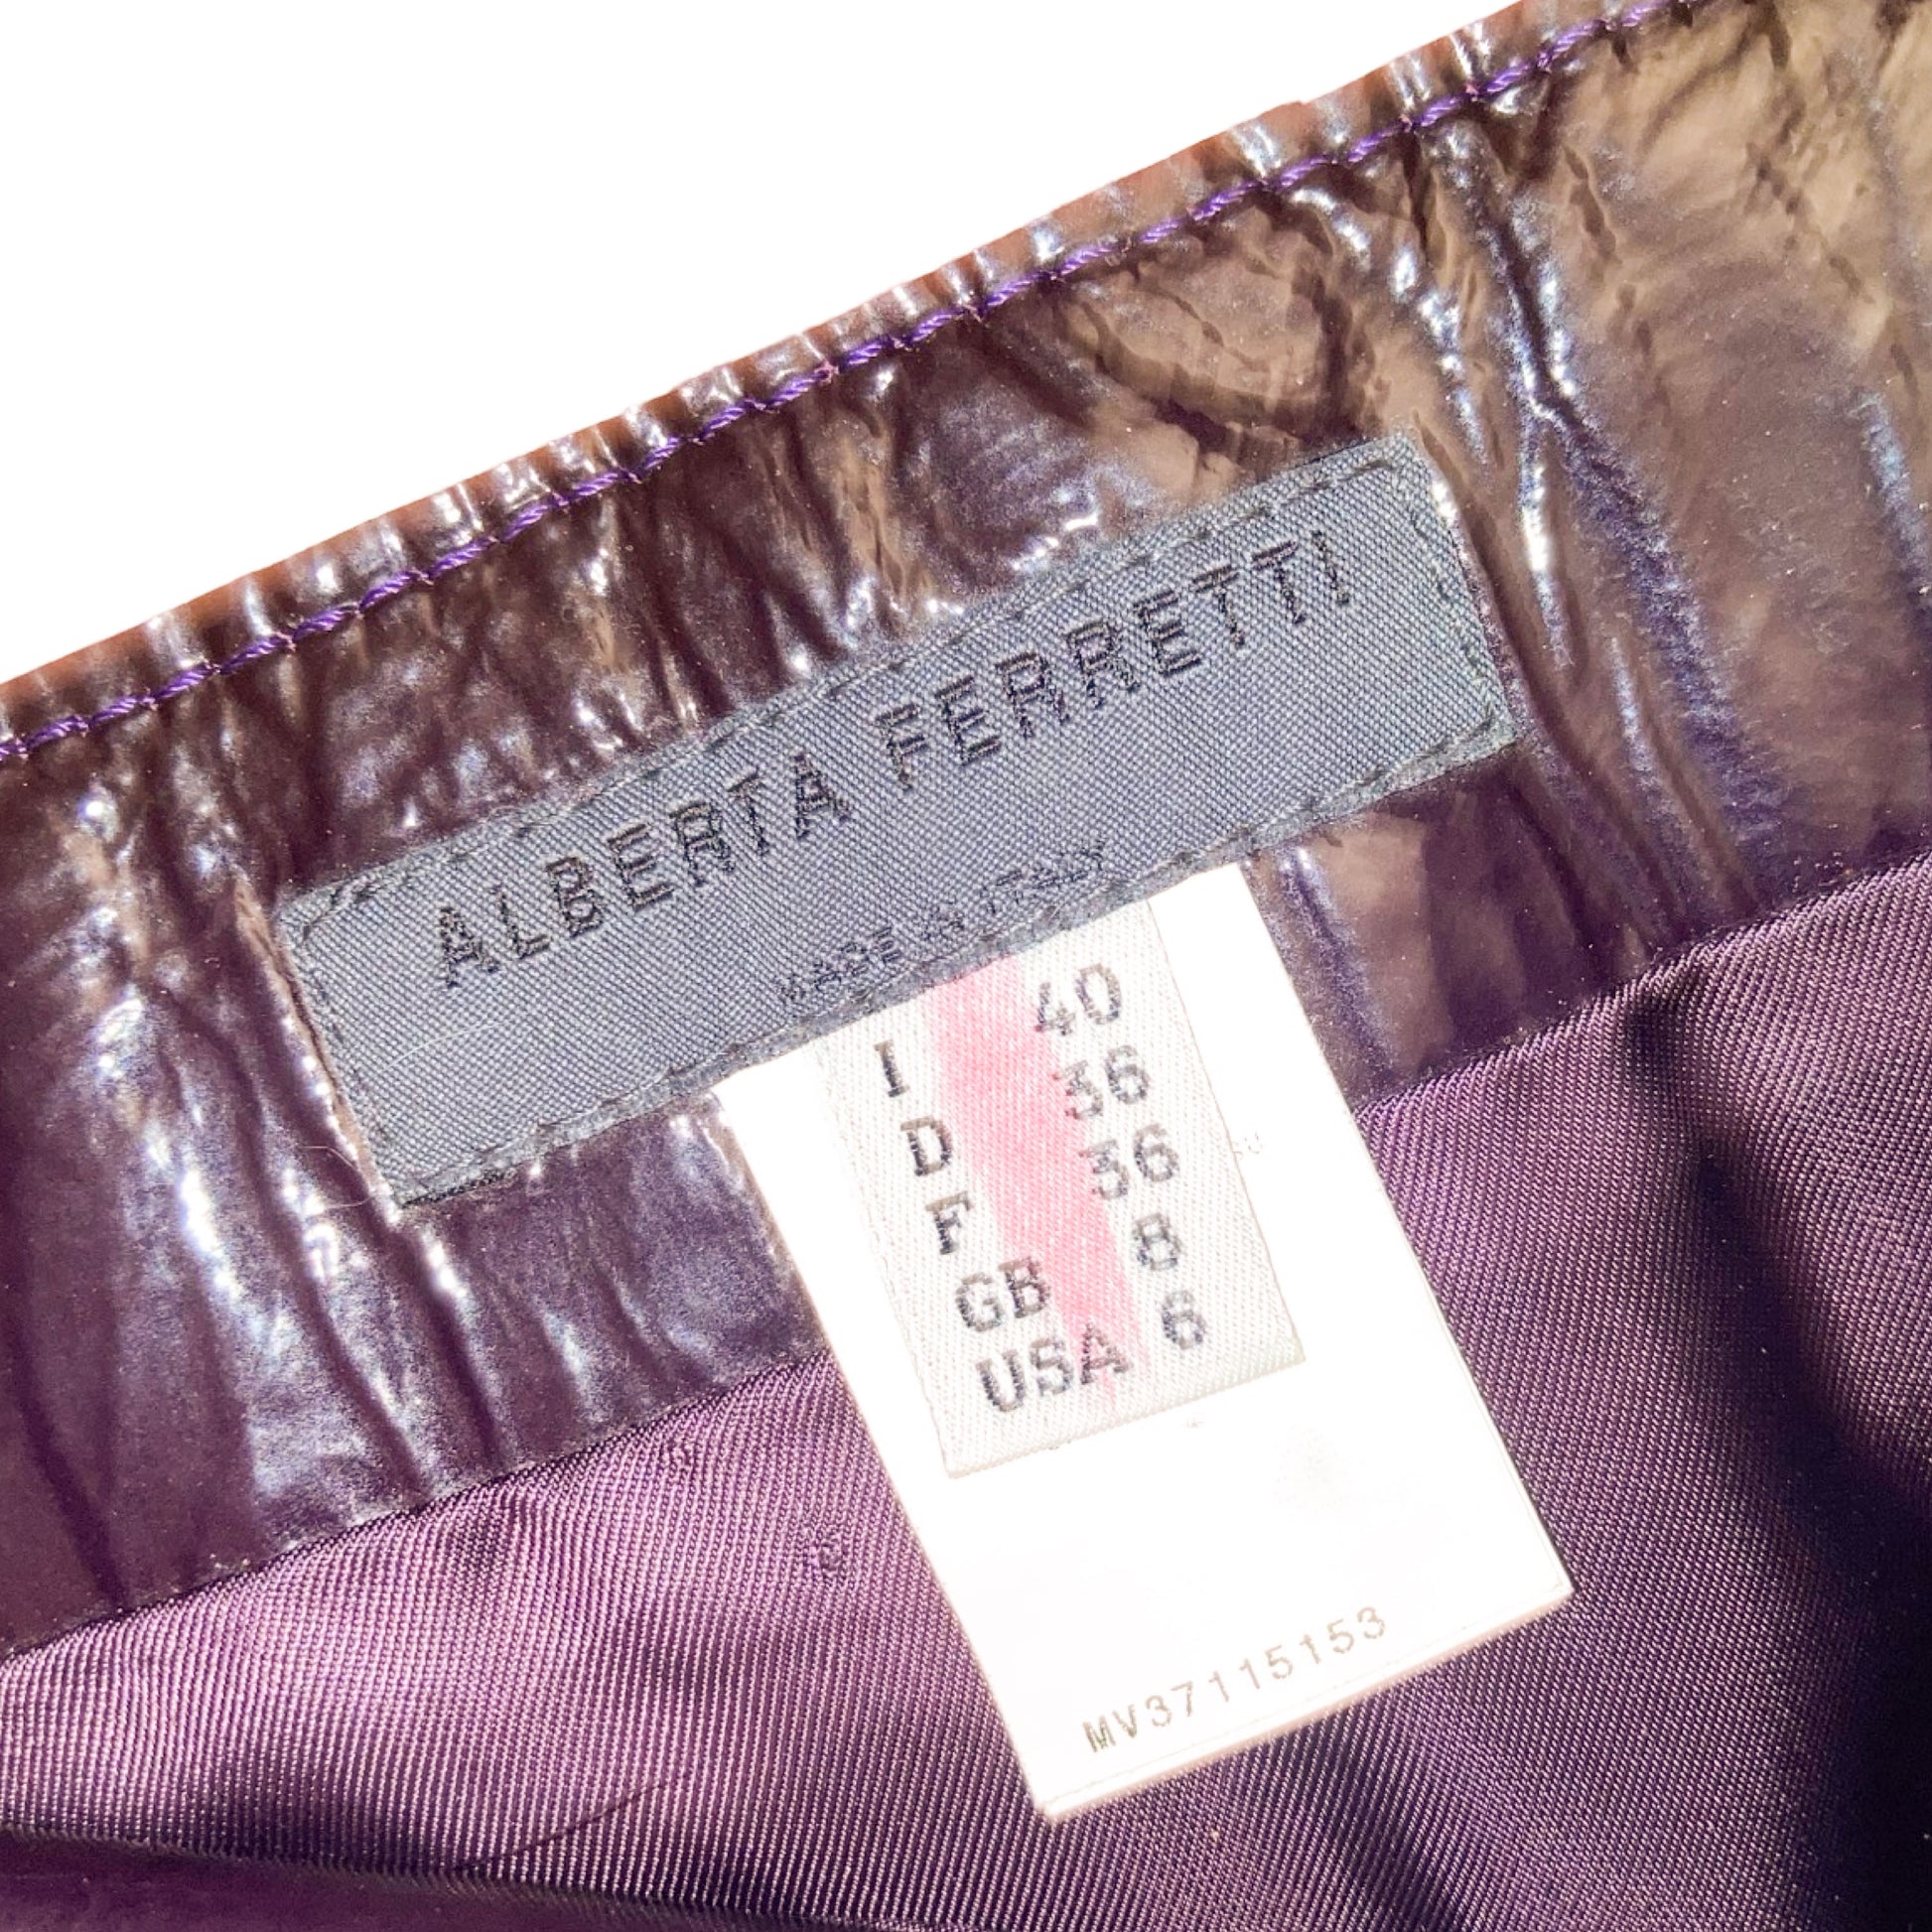 ALBERTA FERRETTI
MADE IN ITALY
I 40
D 36
F 36
GB 8
USA 6
MV37115153